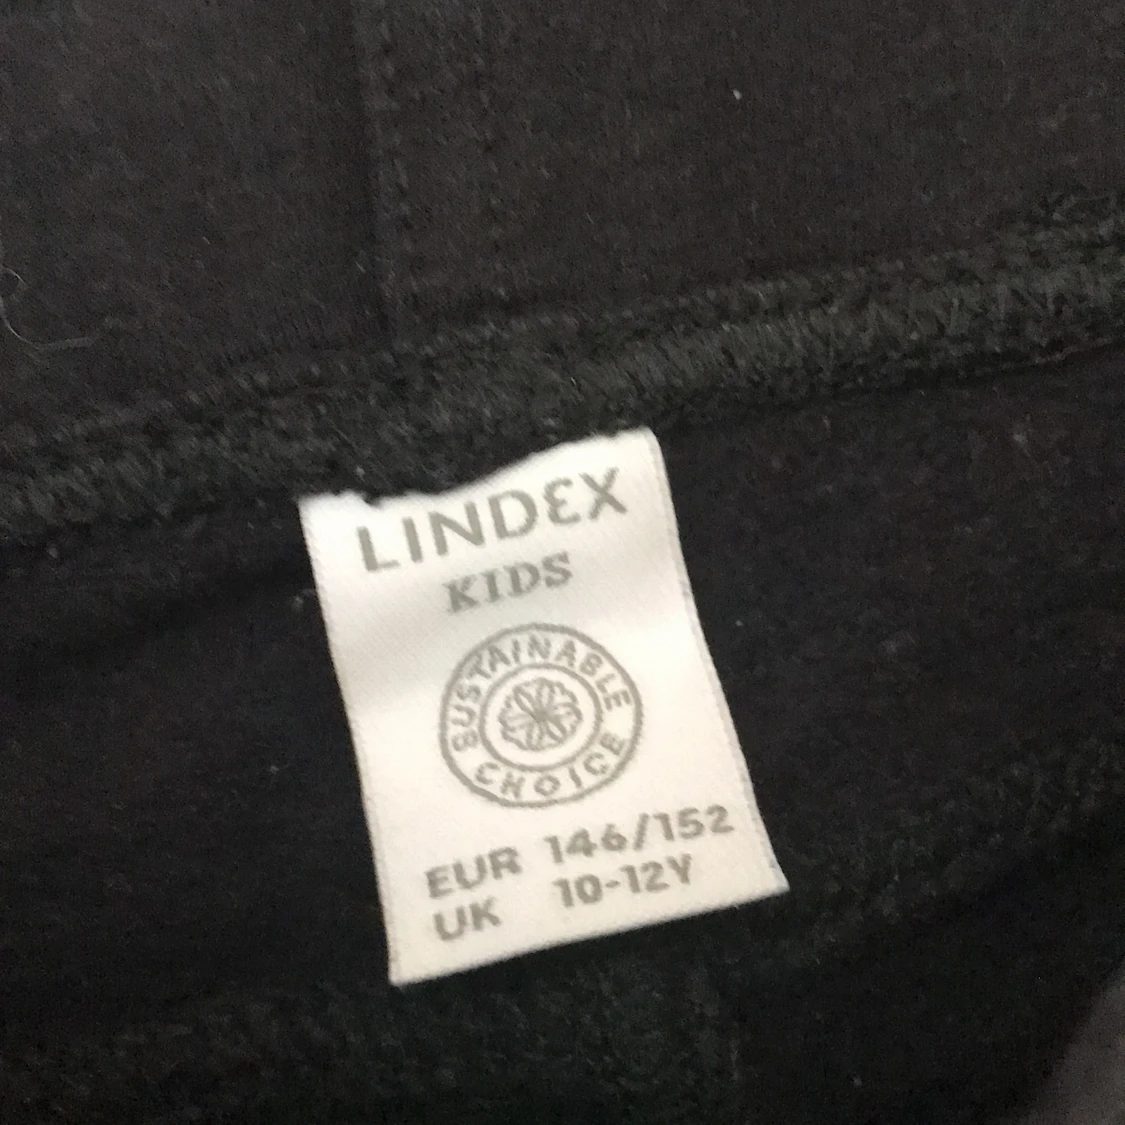 LINDEX
KIDS
SUSTAINABLE
CHOICE
EUR 146/152
UK 10-12Y